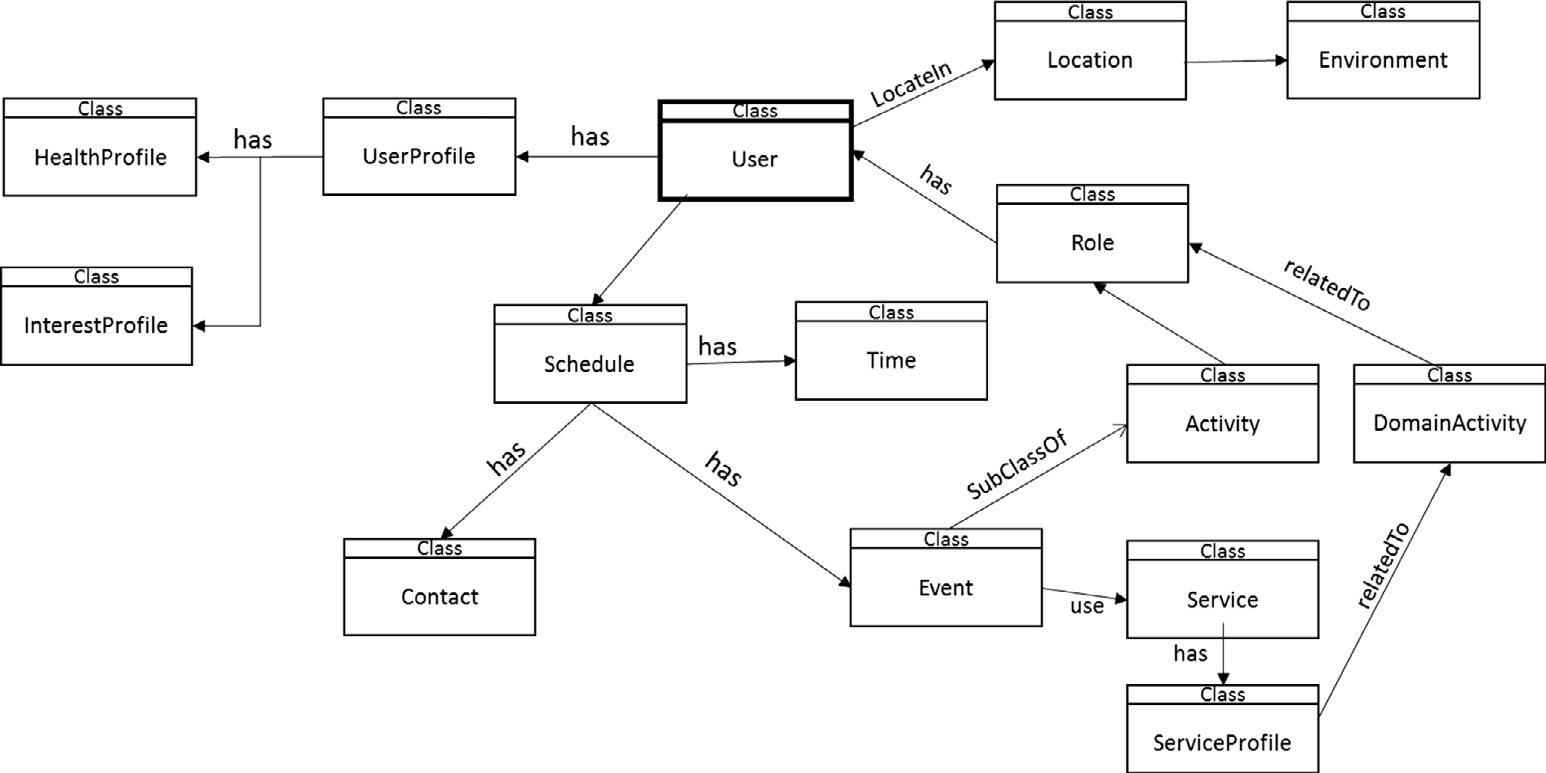 Class
Location
Class
Environment
LocateIn
Class
HealthProfile
has
Class
UserProfile
has
Class
User
has
Class
Role
relatedTo
Class
InterestProfile
Class
Schedule
has
Class
Time
Class
Activity
Class
DomainActivity
has
has
SubClassOf
Class
Contact
Class
Event
use
Class
Service
has
relatedTo
Class
ServiceProfile